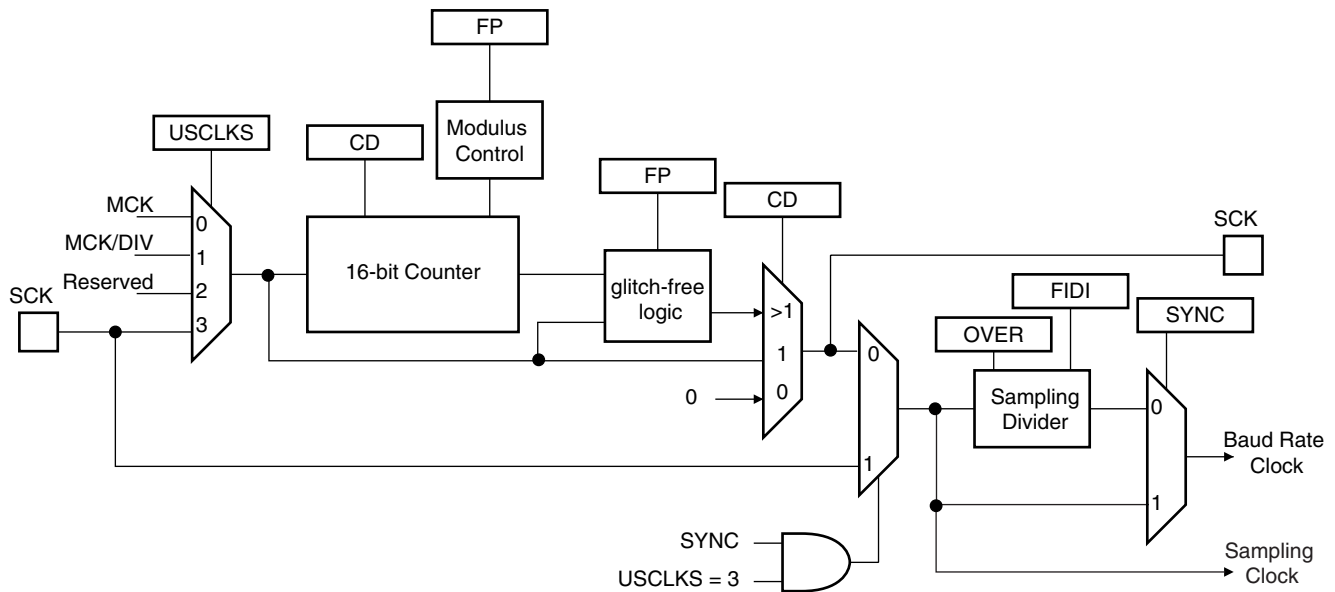 FP
USCLKS
CD
Modulus
Control
FP
CD
MCK
0
MCK/DIV
1
Reserved
2
SCK
3
16-bit Counter
glitch-free
logic
>1
1
0
0
SCK
FIDI
OVER
SYNC
0
1
Sampling
Divider
0
1
Baud Rate
Clock
SYNC
USCLKS = 3
Sampling
Clock